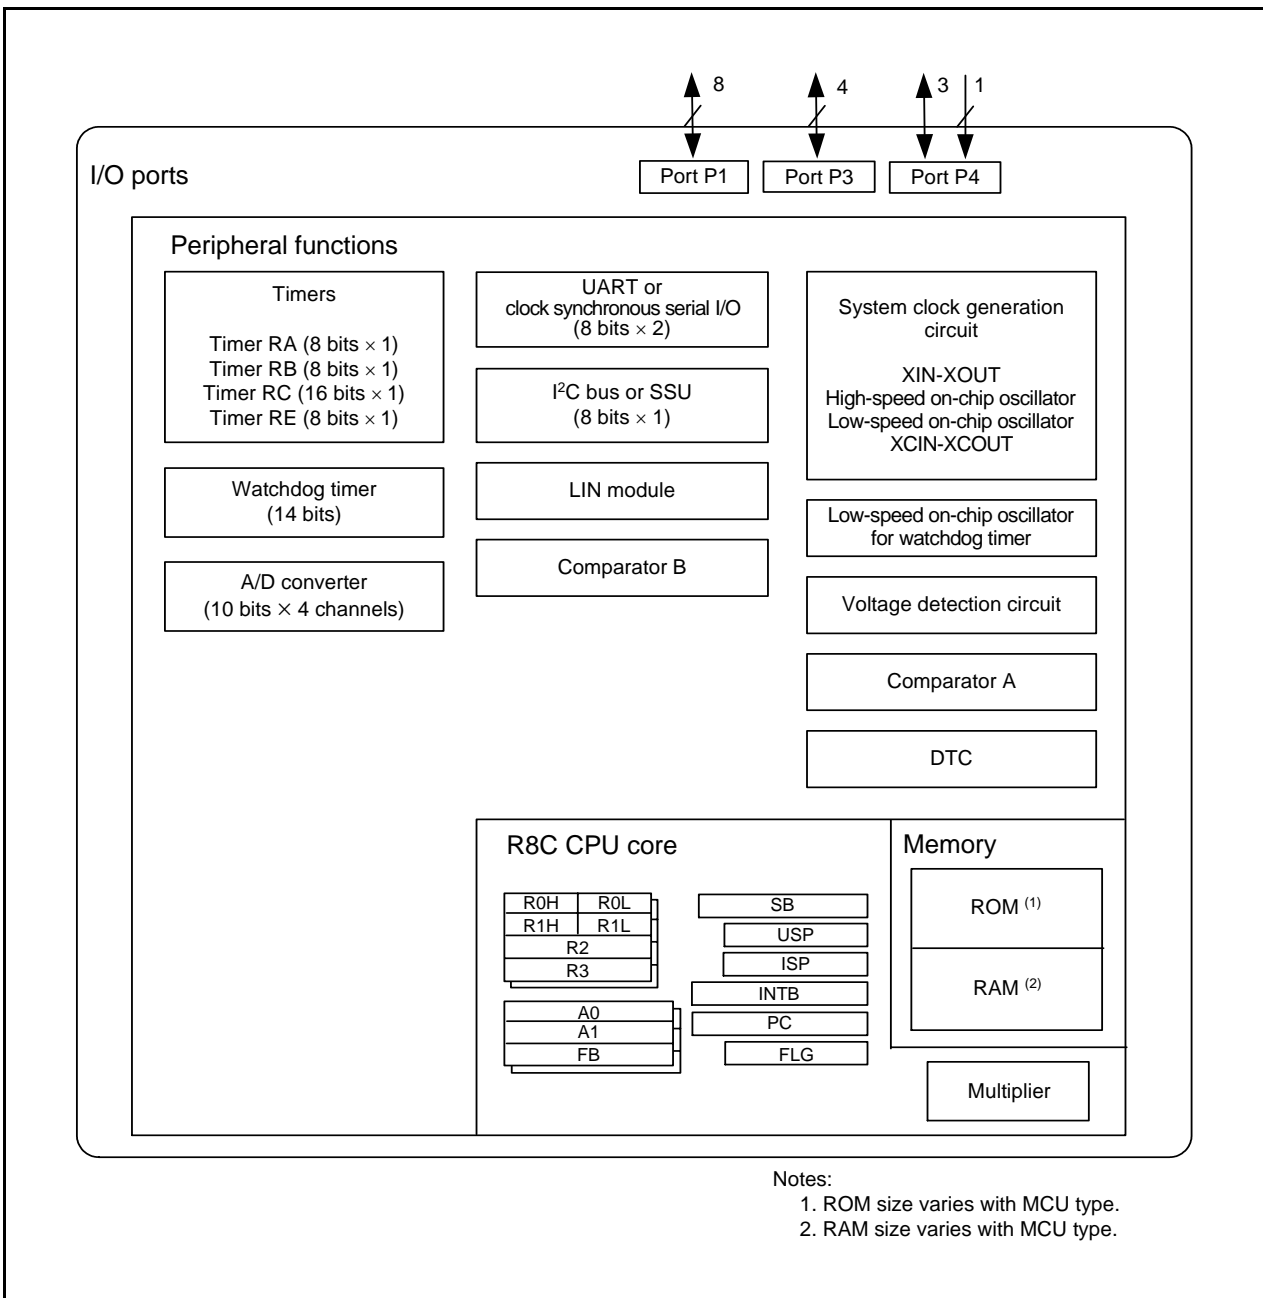 8
4
3
1
I/O ports
Port P1
Port P3
Port P4
Peripheral functions
Timers
Timer RA (8 bits × 1)
Timer RB (8 bits × 1)
Timer RC (16 bits × 1)
Timer RE (8 bits × 1)
Watchdog timer
(14 bits)
A/D converter
(10 bits × 4 channels)
UART or
clock synchronous serial I/O
(8 bits × 2)
I²C bus or SSU
(8 bits × 1)
LIN module
Comparator B
System clock generation
circuit
XIN-XOUT
High-speed on-chip oscillator
Low-speed on-chip oscillator
XCIN-XCOUT
Low-speed on-chip oscillator
for watchdog timer
Voltage detection circuit
Comparator A
DTC
R8C CPU core
R0H
R0L
R1H
R1L
R2
R3
A0
A1
FB
SB
USP
ISP
INTB
PC
FLG
Memory
ROM (1)
RAM (2)
Multiplier
Notes:
1. ROM size varies with MCU type.
2. RAM size varies with MCU type.